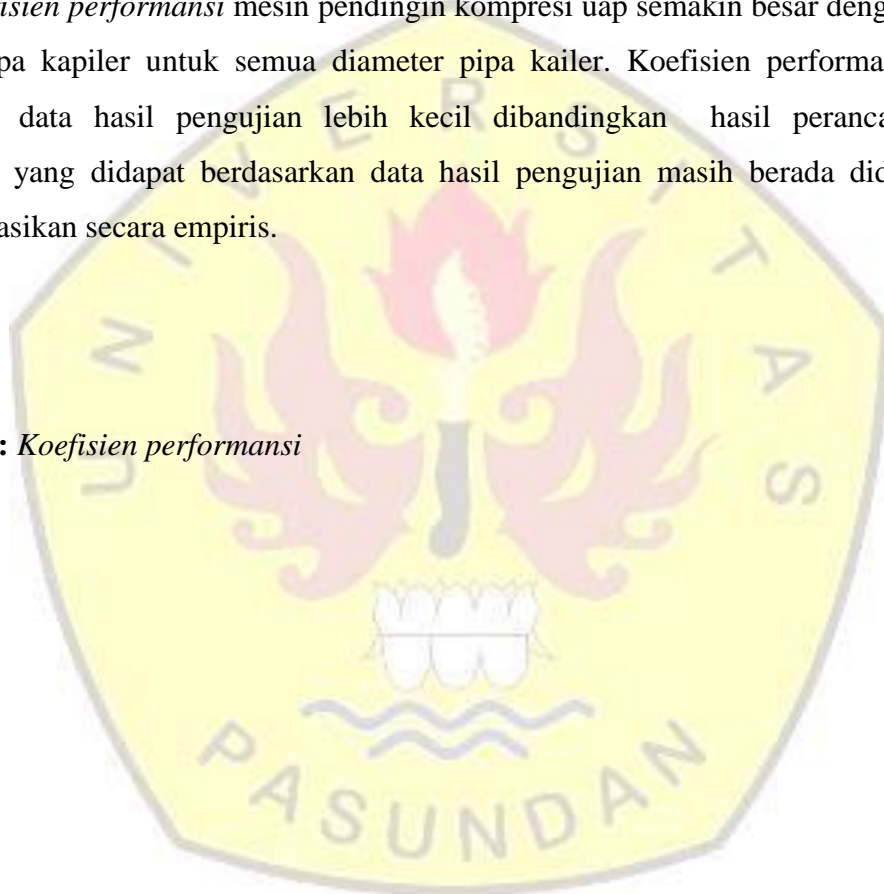 isien performansi mesin pendingin kompresi uap semakin besar deng
pa kapiler untuk semua diameter pipa kailer. Koefisien performa
data hasil pengujian lebih kecil dibandingkan hasil peranca
yang didapat berdasarkan data hasil pengujian masih berada did
asikan secara empiris.
: Koefisien performansi
UNIVERSITAS
PASUNDAN